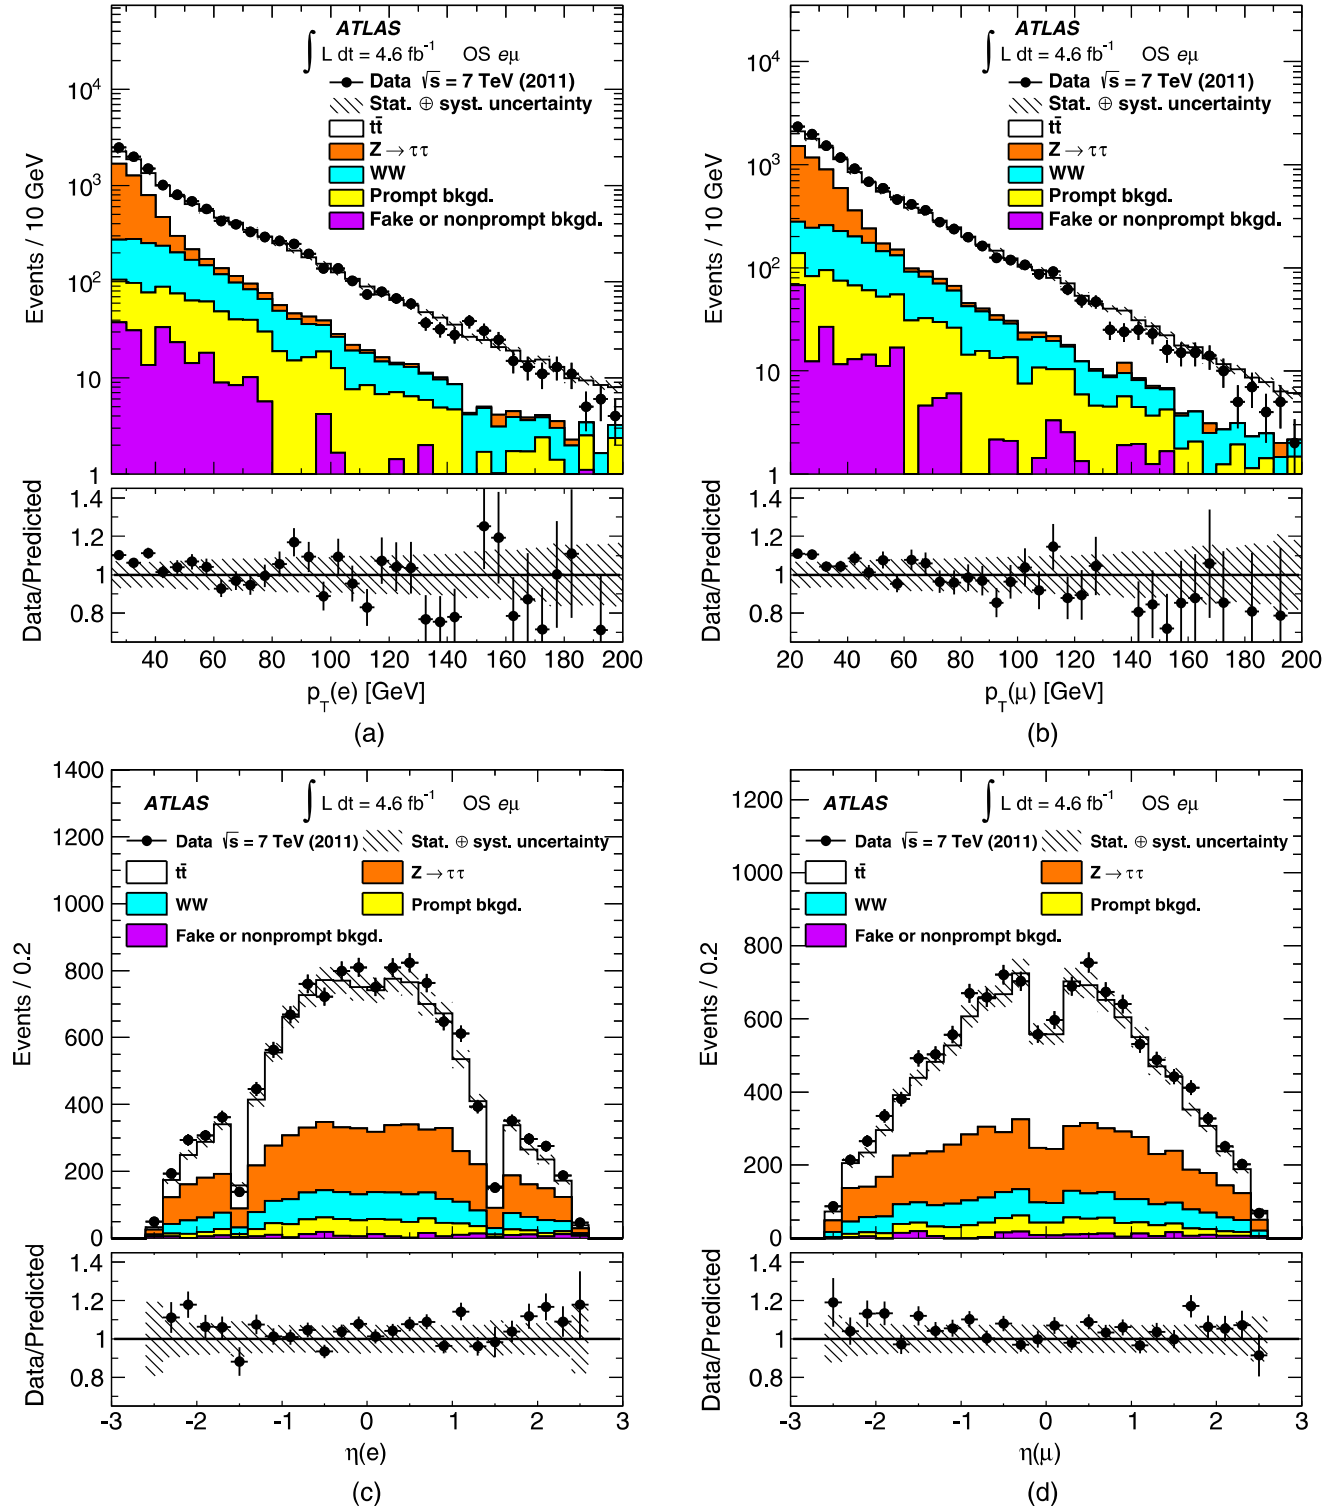 ATLAS
∫ L dt = 4.6 fb⁻¹ OS eμ
Data √s = 7 TeV (2011)
Stat. ⊕ syst. uncertainty
tt̄
Z → ττ
WW
Prompt bkgd.
Fake or nonprompt bkgd.
Events / 10 GeV
10⁴
10³
10²
10
1
Data/Predicted
1.4
1.2
1
0.8
40 60 80 100 120 140 160 180 200
p_T(e) [GeV]
(a)
ATLAS
∫ L dt = 4.6 fb⁻¹ OS eμ
Data √s = 7 TeV (2011)
Stat. ⊕ syst. uncertainty
tt̄
Z → ττ
WW
Prompt bkgd.
Fake or nonprompt bkgd.
Events / 10 GeV
10⁴
10³
10²
10
1
Data/Predicted
1.4
1.2
1
0.8
20 40 60 80 100 120 140 160 180 200
p_T(μ) [GeV]
(b)
ATLAS ∫ L dt = 4.6 fb⁻¹ OS eμ
Data √s = 7 TeV (2011) Stat. ⊕ syst. uncertainty
tt̄ Z → ττ
WW Prompt bkgd.
Fake or nonprompt bkgd.
Events / 0.2
1400
1200
1000
800
600
400
200
0
Data/Predicted
1.4
1.2
1
0.8
-3 -2 -1 0 1 2 3
η(e)
(c)
ATLAS ∫ L dt = 4.6 fb⁻¹ OS eμ
Data √s = 7 TeV (2011) Stat. ⊕ syst. uncertainty
tt̄ Z → ττ
WW Prompt bkgd.
Fake or nonprompt bkgd.
Events / 0.2
1200
1000
800
600
400
200
0
Data/Predicted
1.4
1.2
1
0.8
-3 -2 -1 0 1 2 3
η(μ)
(d)